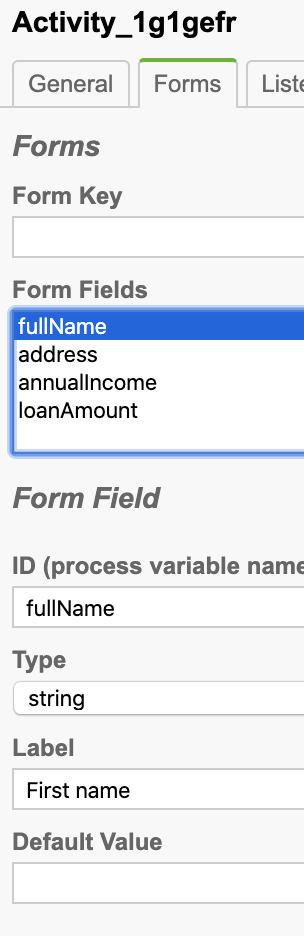 Activity_1g1gefr
General
Forms
Liste
Forms
Form Key
Form Fields
fullName
address
annualIncome
loanAmount
Form Field
ID (process variable name
fullName
Type
string
Label
First name
Default Value